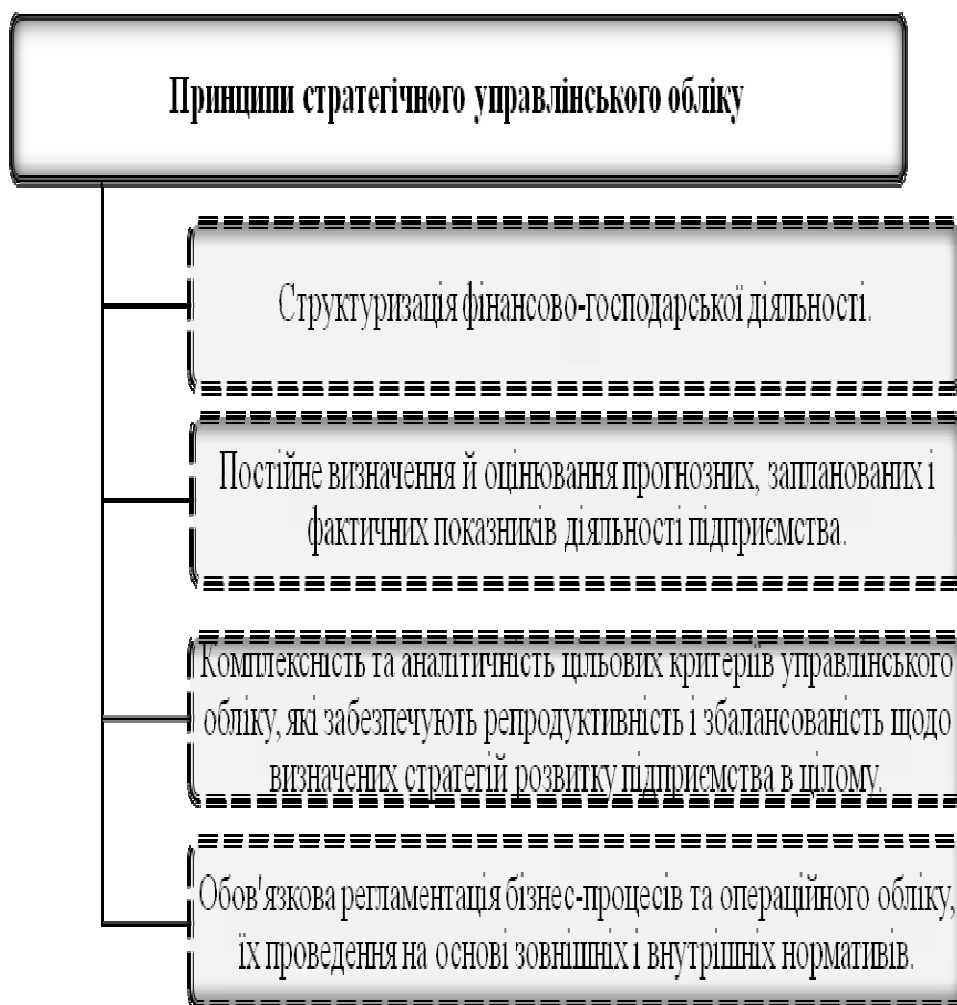 Принципи стратегічного управлінського обліку
Структуризація фінансово-господарської діяльності.
Постійне визначення й оцінювання прогнозних, запланованих і
фактичних показників діяльності підприємства.
Комплексність та аналітичність цільових критеріїв управлінського
обліку, які забезпечують репродуктивність і збалансованість щодо
визначених стратегій розвитку підприємства в цілому.
Обов'язкова регламентація бізнес-процесів та операційного обліку,
їх проведення на основі зовнішніх і внутрішніх нормативів.